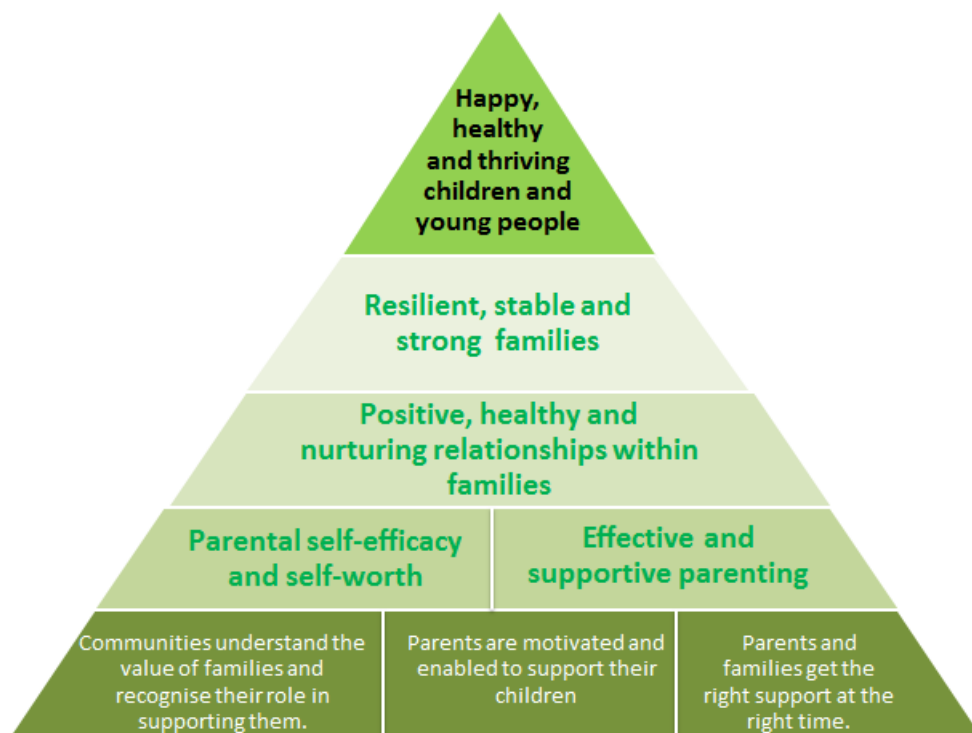 Happy,
healthy
and thriving
children and
young people
Resilient, stable and
strong families
Positive, healthy and
nurturing relationships within
families
Parental self-efficacy
and self-worth
Effective and
supportive parenting
Communities understand the
value of families and
recognise their role in
supporting them.
Parents are motivated and
enabled to support their
children
Parents and
families get the
right support at the
right time.